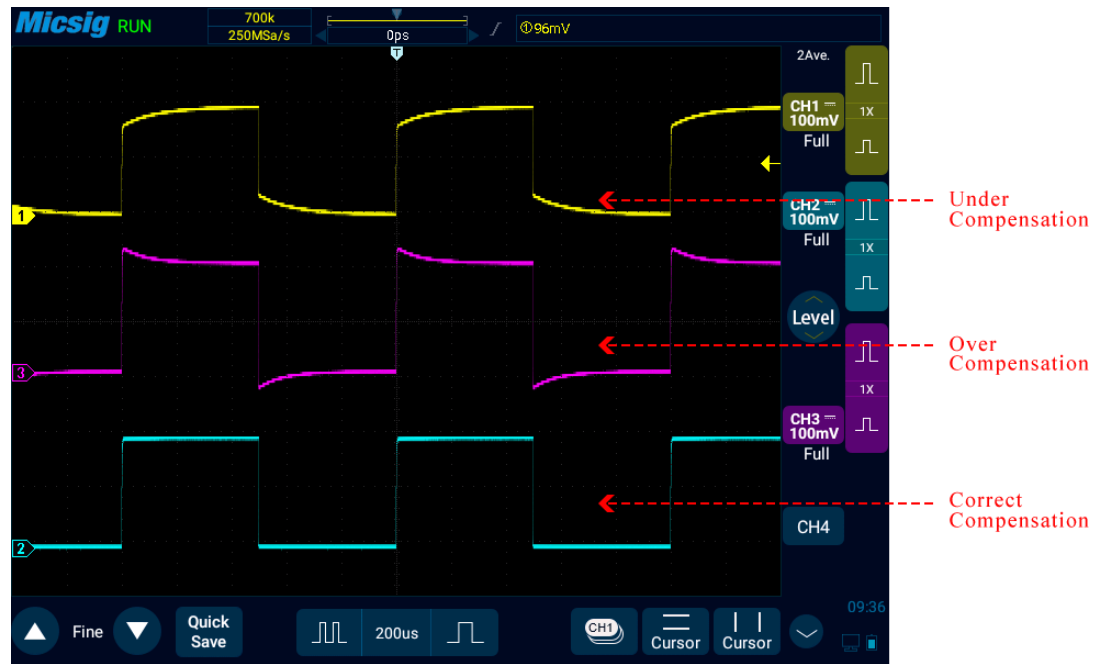 Micsig RUN
700k
250MSa/s
0ps
①96mV
T
2Ave.
CH1
100mV
Full
1X
1
CH2
100mV
Full
1X
Under
Compensation
Level
3
Over
Compensation
1X
CH3
100mV
Full
Correct
Compensation
CH4
2
09:36
Fine
Quick
Save
200us
CH1
Cursor
Cursor